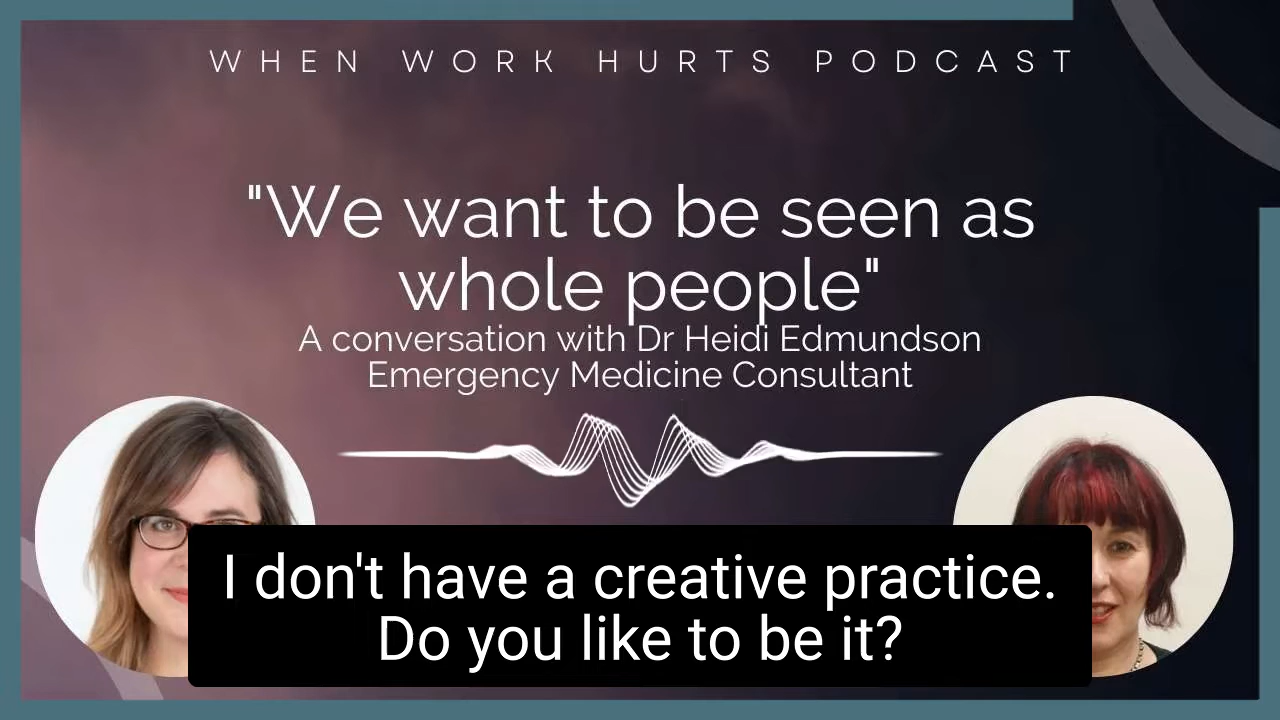 WHEN WORK HURTS PODCAST
"We want to be seen as
whole people"
A conversation with Dr Heidi Edmundson
Emergency Medicine Consultant
I don't have a creative practice.
Do you like to be it?